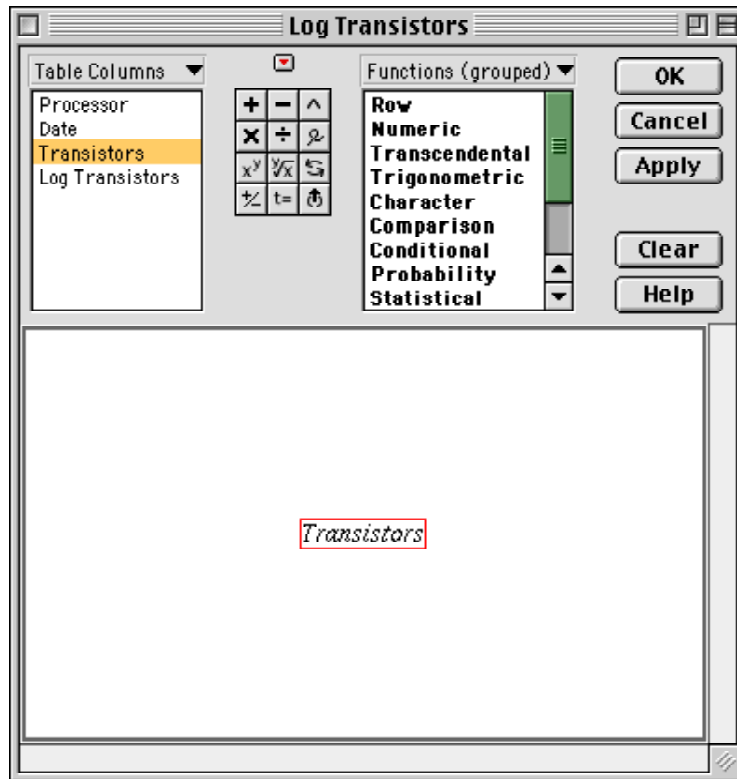 Log Transistors
Table Columns
Processor
Date
Transistors
Log Transistors
+ − ^
× ÷
xʸ ʸ√x
+/− t=
Functions (grouped)
Row
Numeric
Transcendental
Trigonometric
Character
Comparison
Conditional
Probability
Statistical
OK
Cancel
Apply
Clear
Help
Transistors